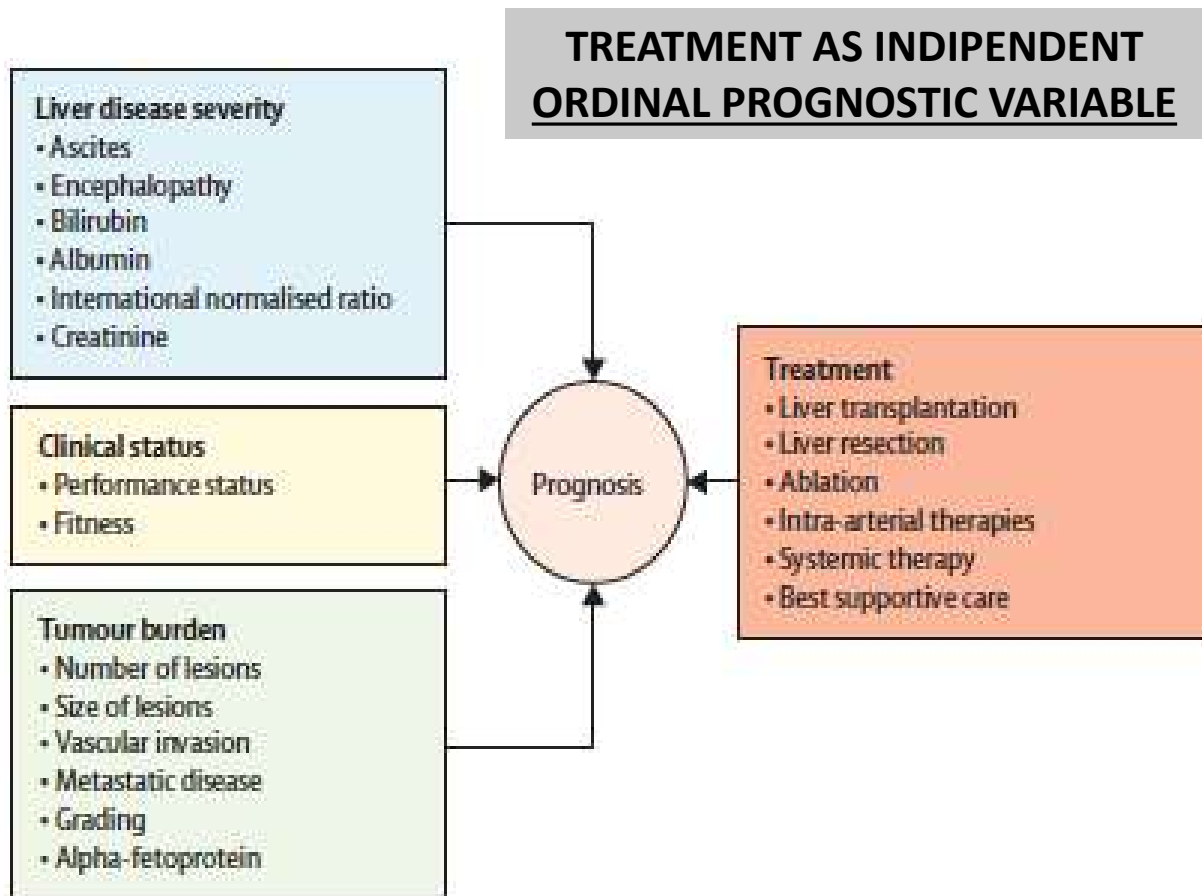 TREATMENT AS INDIPENDENT
ORDINAL PROGNOSTIC VARIABLE
Liver disease severity
• Ascites
• Encephalopathy
• Bilirubin
• Albumin
• International normalised ratio
• Creatinine
Clinical status
• Performance status
• Fitness
Tumour burden
• Number of lesions
• Size of lesions
• Vascular invasion
• Metastatic disease
• Grading
• Alpha-fetoprotein
Prognosis
Treatment
• Liver transplantation
• Liver resection
• Ablation
• Intra-arterial therapies
• Systemic therapy
• Best supportive care